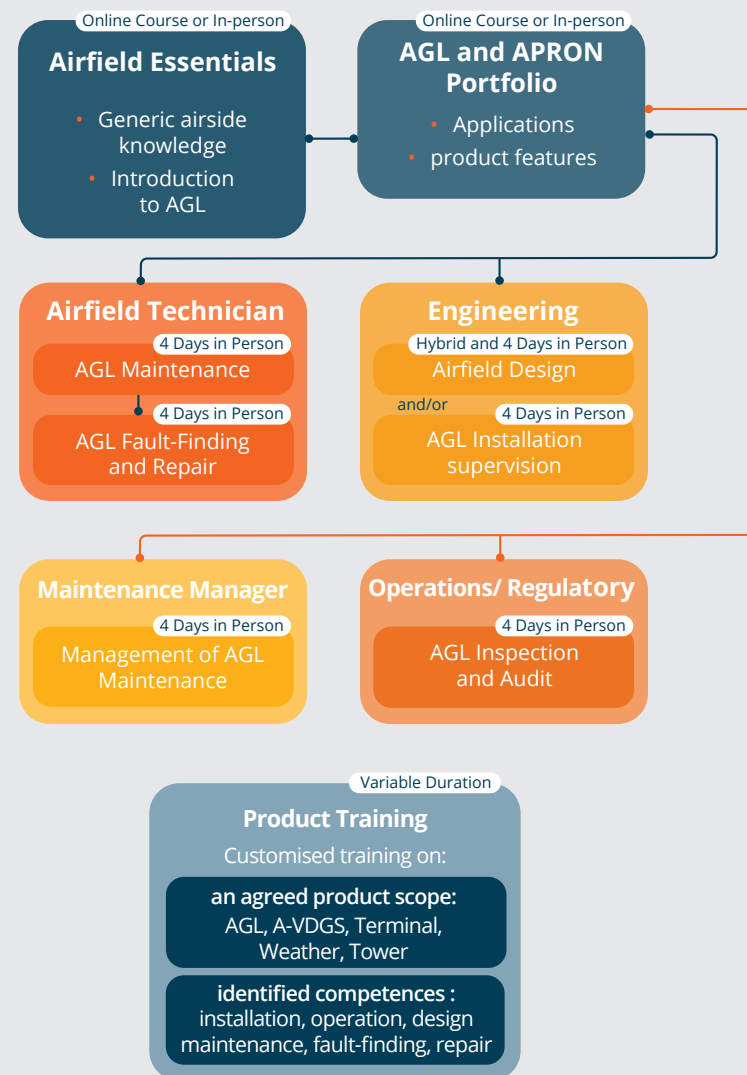 Online Course or In-person
Airfield Essentials
• Generic airside
knowledge
• Introduction
to AGL
Online Course or In-person
AGL and APRON
Portfolio
• Applications
• product features
Airfield Technician
4 Days in Person
AGL Maintenance
4 Days in Person
AGL Fault-Finding
and Repair
Engineering
Hybrid and 4 Days in Person
Airfield Design
and/or
4 Days in Person
AGL Installation
supervision
Maintenance Manager
4 Days in Person
Management of AGL
Maintenance
Operations/ Regulatory
4 Days in Person
AGL Inspection
and Audit
Variable Duration
Product Training
Customised training on:
an agreed product scope:
AGL, A-VDGS, Terminal,
Weather, Tower
identified competences :
installation, operation, design
maintenance, fault-finding, repair